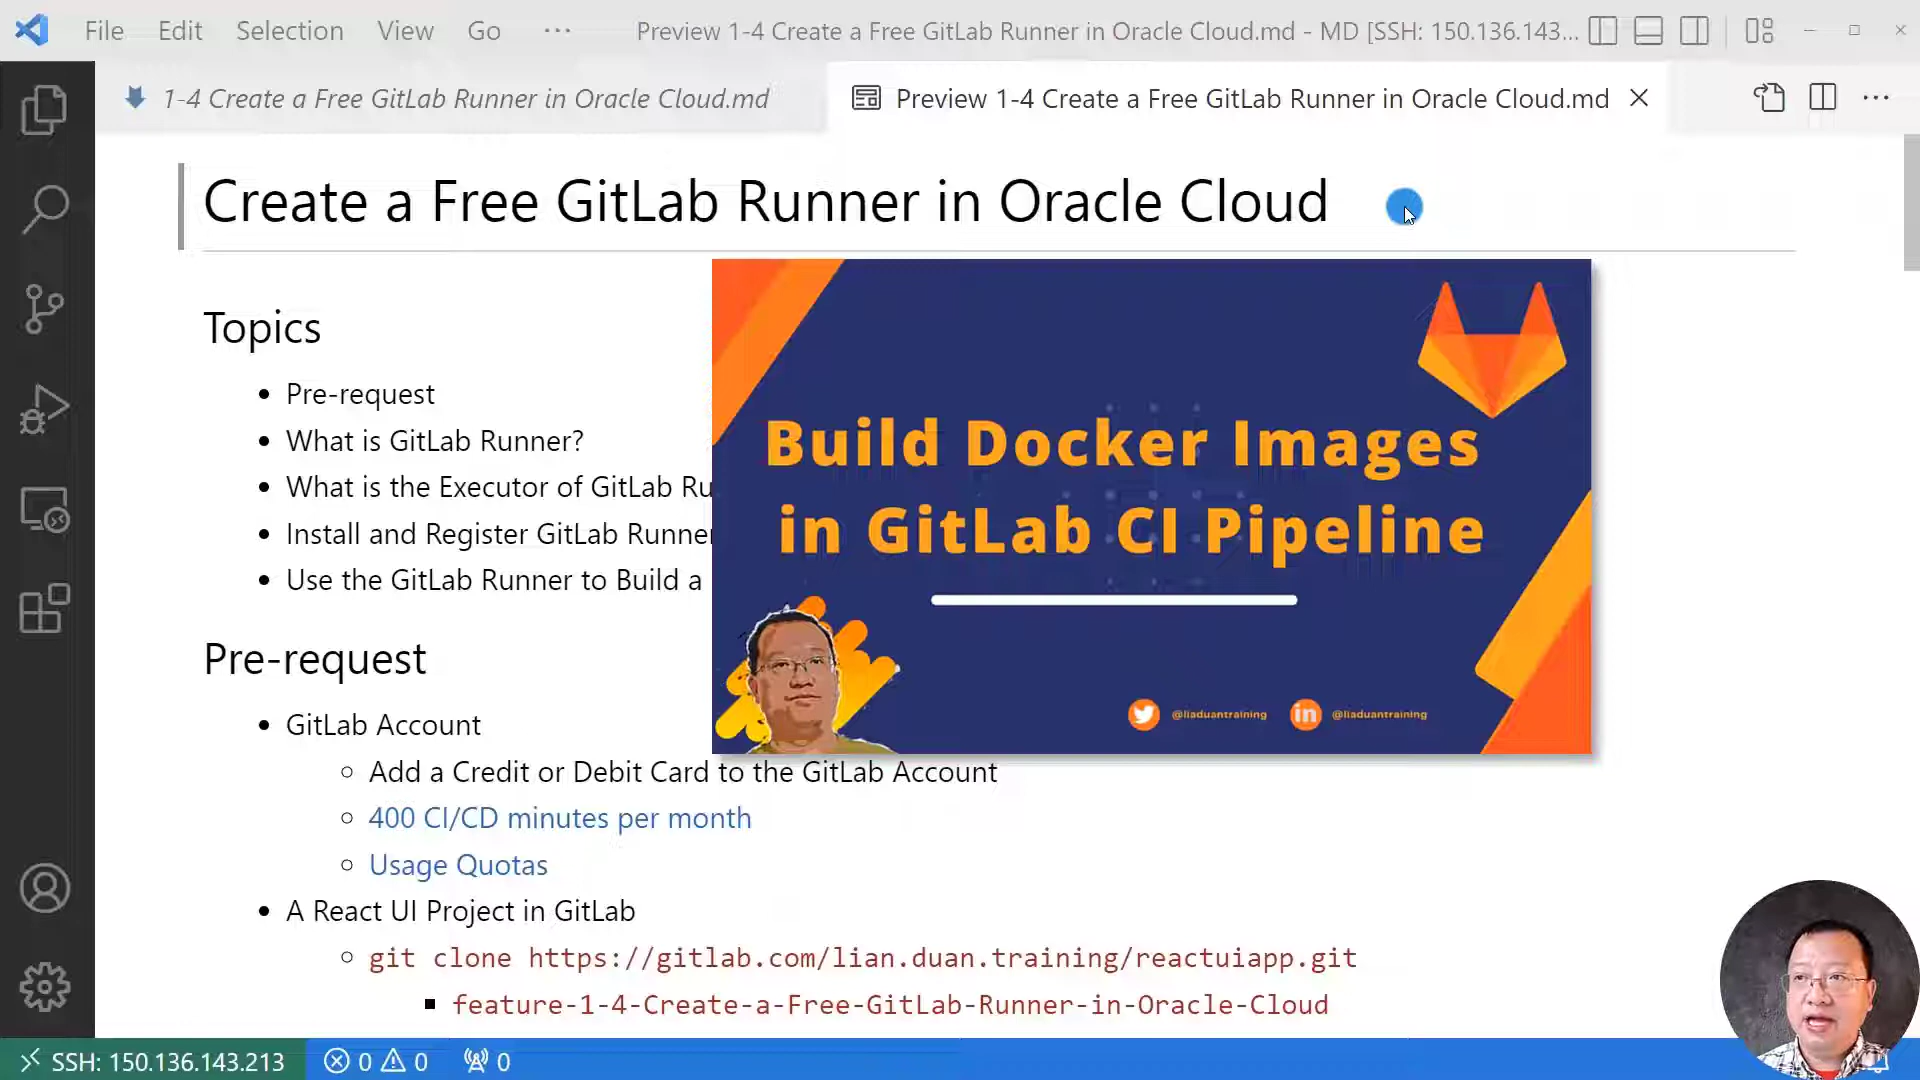 File Edit Selection View Go ··· Preview 1-4 Create a Free GitLab Runner in Oracle Cloud.md - MD [SSH: 150.136.143...
1-4 Create a Free GitLab Runner in Oracle Cloud.md
Preview 1-4 Create a Free GitLab Runner in Oracle Cloud.md
Create a Free GitLab Runner in Oracle Cloud
Topics
Pre-request
What is GitLab Runner?
What is the Executor of GitLab Ru
Install and Register GitLab Runner
Use the GitLab Runner to Build a
Build Docker Images
in GitLab CI Pipeline
@liaduantraining @liaduantraining
Pre-request
GitLab Account
Add a Credit or Debit Card to the GitLab Account
400 CI/CD minutes per month
Usage Quotas
A React UI Project in GitLab
git clone https://gitlab.com/lian.duan.training/reactuiapp.git
feature-1-4-Create-a-Free-GitLab-Runner-in-Oracle-Cloud
SSH: 150.136.143.213 0 0 0